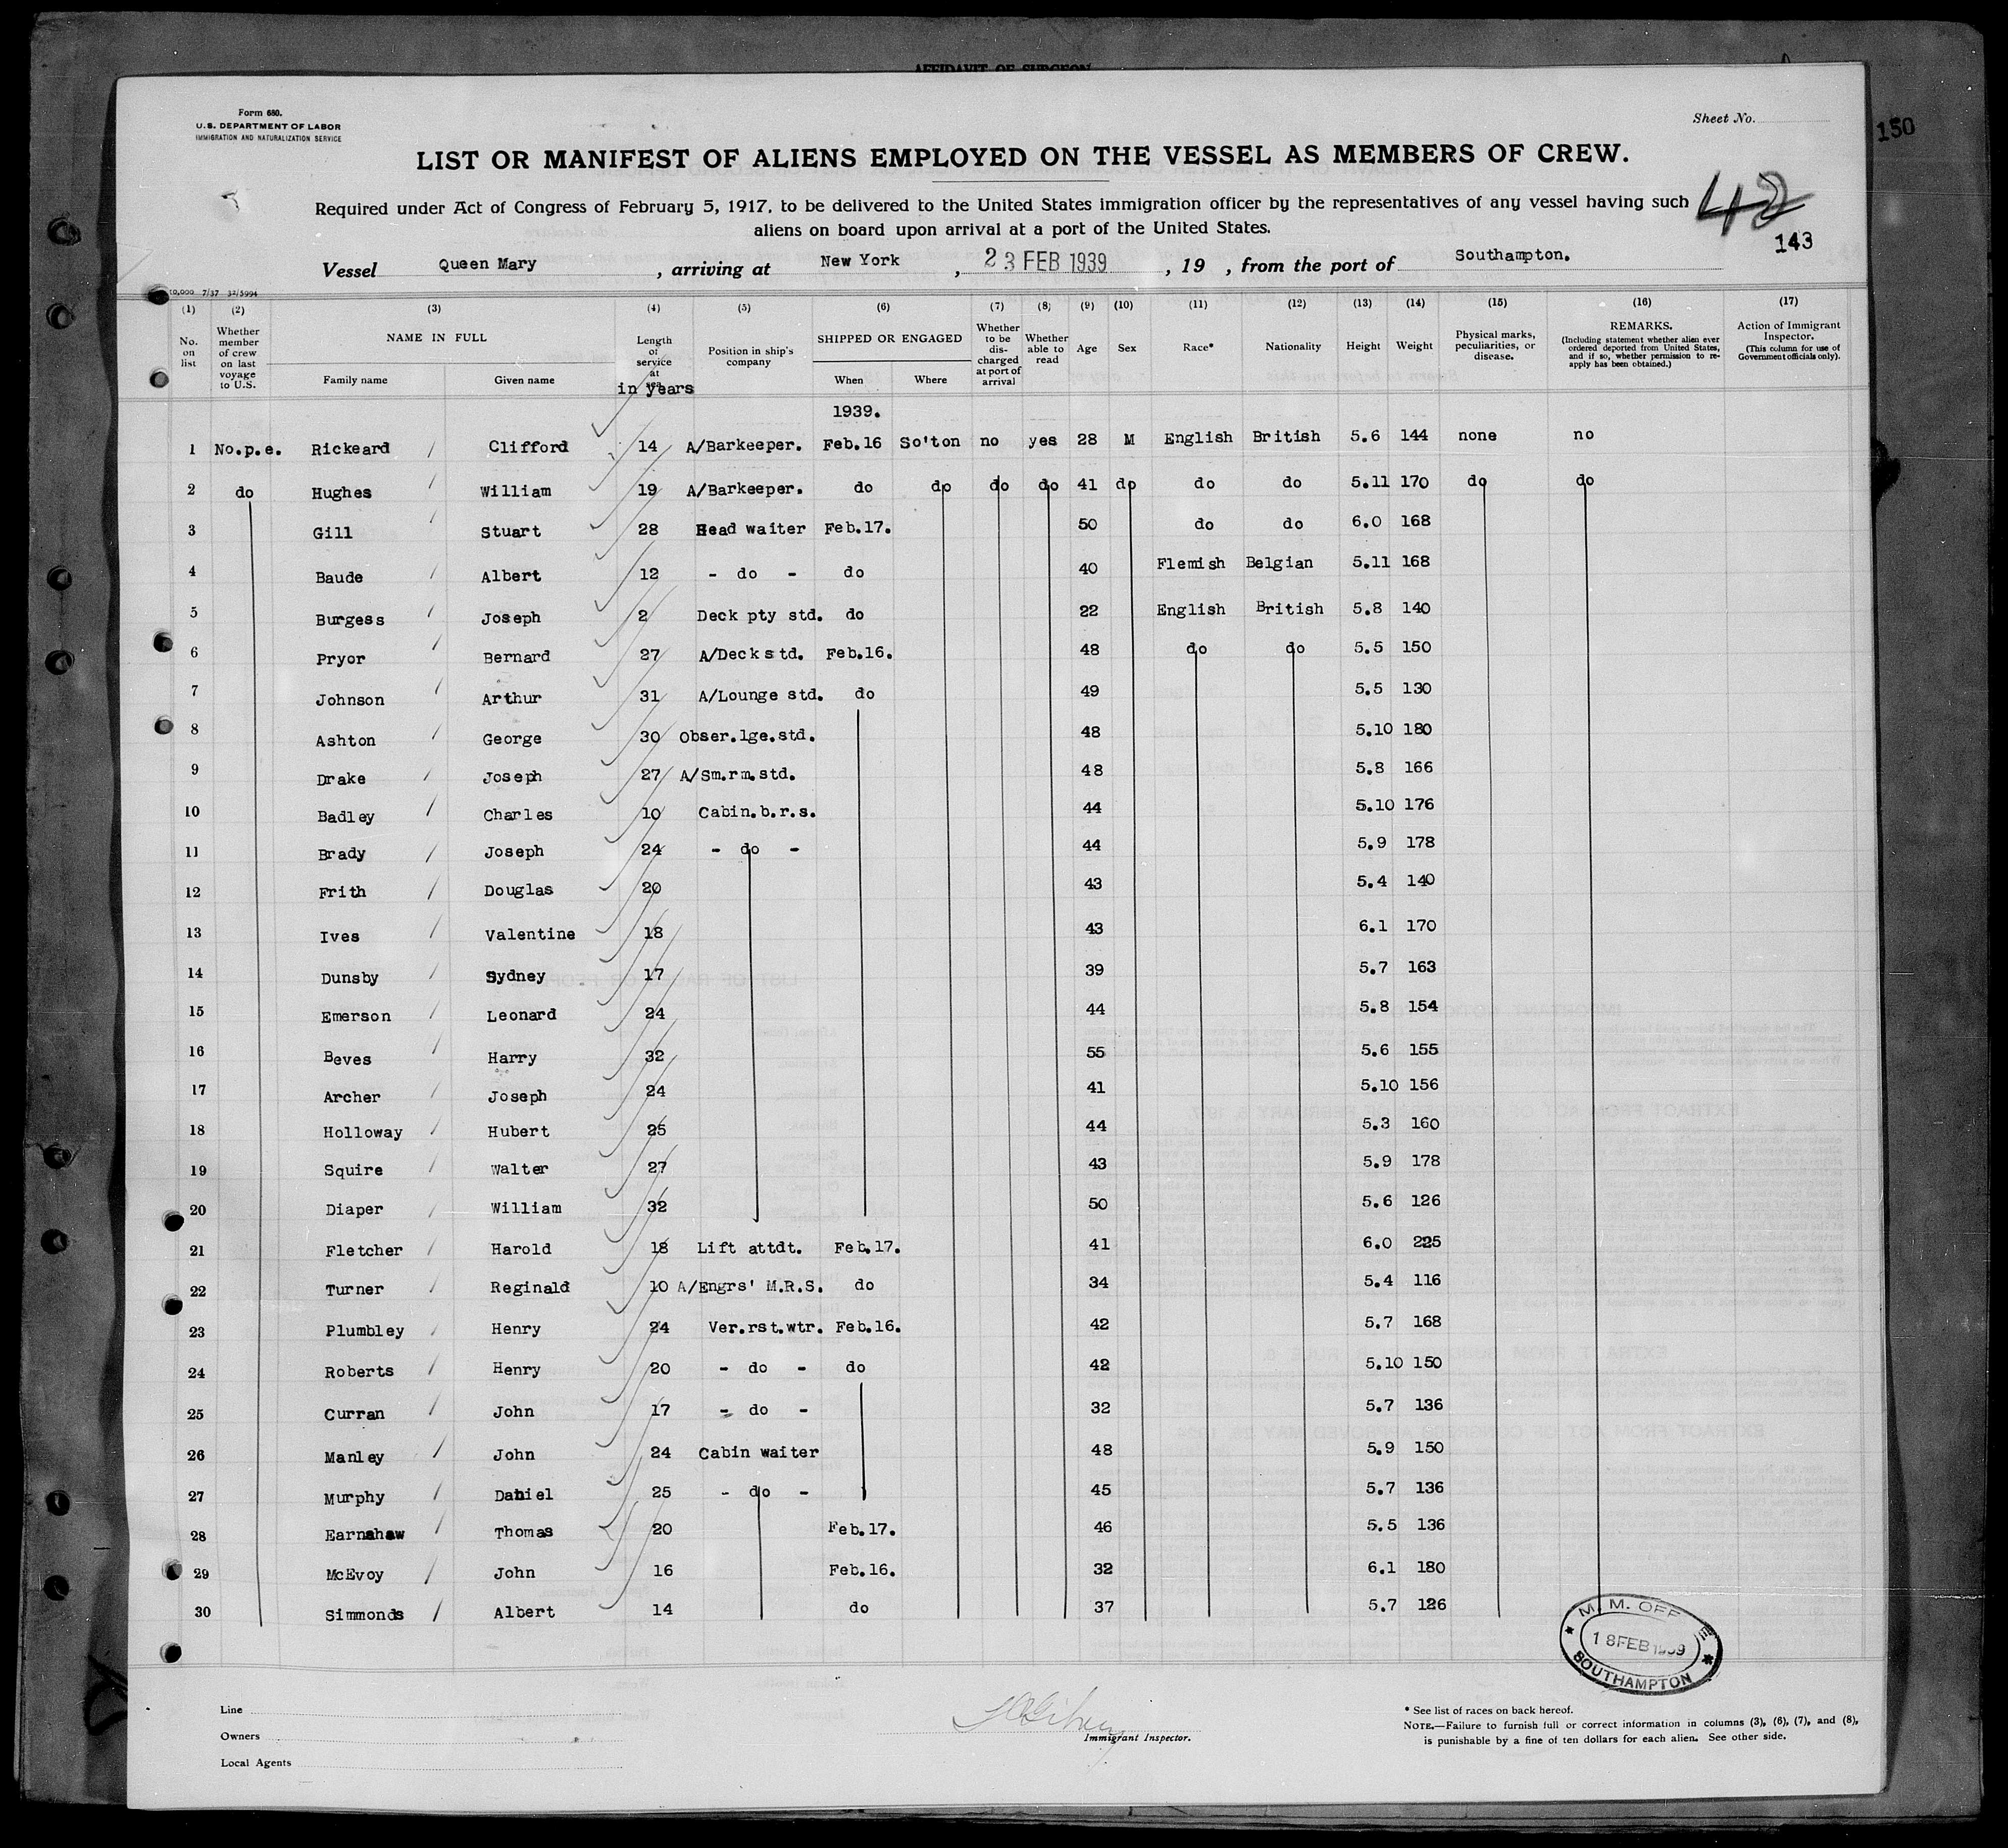 AFFIDAVIT OF SURGEON
Form 680.
U.S. DEPARTMENT OF LABOR
IMMIGRATION AND NATURALIZATION SERVICE
Sheet No.
150
LIST OR MANIFEST OF ALIENS EMPLOYED ON THE VESSEL AS MEMBERS OF CREW.
Required under Act of Congress of February 5, 1917, to be delivered to the United States immigration officer by the representatives of any vessel having such
aliens on board upon arrival at a port of the United States.
42
143
Vessel Queen Mary, arriving at New York, 23 FEB 1939, 19 , from the port of Southampton.
10,000 7/37 32/5994
(1) (2) (3) (4) (5) (6) (7) (8) (9) (10) (11) (12) (13) (14) (15) (16) (17)
No. on list
Whether member of crew on last voyage to U.S.
NAME IN FULL
Family name Given name
Length of service at sea
in years
Position in ship's company
SHIPPED OR ENGAGED
When Where
Whether to be discharged at port of arrival
Whether able to read
Age
Sex
Race*
Nationality
Height
Weight
Physical marks, peculiarities, or disease.
REMARKS.
(Including statement whether alien ever ordered deported from United States, and if so, whether permission to re-apply has been obtained.)
Action of Immigrant Inspector.
(This column for use of Government officials only).
1939.
1 No.p.e. Rickeard Clifford 14 A/Barkeeper. Feb.16 So'ton no yes 28 M English British 5.6 144 none no
2 do Hughes William 19 A/Barkeeper. do do do do 41 do do do 5.11 170 do do
3 Gill Stuart 28 Head waiter Feb.17. 50 do do 6.0 168
4 Baude Albert 12 - do - do 40 Flemish Belgian 5.11 168
5 Burgess Joseph 2 Deck pty std. do 22 English British 5.8 140
6 Pryor Bernard 27 A/Deck std. Feb.16. 48 do do 5.5 150
7 Johnson Arthur 31 A/Lounge std. do 49 5.5 130
8 Ashton George 30 Obser.lge.std. 48 5.10 180
9 Drake Joseph 27 A/Sm.rm.std. 48 5.8 166
10 Badley Charles 10 Cabin.b.r.s. 44 5.10 176
11 Brady Joseph 24 - do - 44 5.9 178
12 Frith Douglas 20 43 5.4 140
13 Ives Valentine 18 43 6.1 170
14 Dunsby Sydney 17 39 5.7 163
15 Emerson Leonard 24 44 5.8 154
16 Beves Harry 32 55 5.6 155
17 Archer Joseph 24 41 5.10 156
18 Holloway Hubert 25 44 5.3 160
19 Squire Walter 27 43 5.9 178
20 Diaper William 32 50 5.6 126
21 Fletcher Harold 18 Lift attdt. Feb.17. 41 6.0 225
22 Turner Reginald 10 A/Engrs' M.R.S. do 34 5.4 116
23 Plumbley Henry 24 Ver.rst.wtr. Feb.16. 42 5.7 168
24 Roberts Henry 20 - do - do 42 5.10 150
25 Curran John 17 - do - 32 5.7 136
26 Manley John 24 Cabin waiter 48 5.9 150
27 Murphy Daniel 25 - do - 45 5.7 136
28 Earnshaw Thomas 20 Feb.17. 46 5.5 136
29 McEvoy John 16 Feb.16. 32 6.1 180
30 Simmonds Albert 14 do 37 5.7 126
M. M. OFFICE
18 FEB 1939
SOUTHAMPTON
Line
Owners
Local Agents
Immigrant Inspector.
* See list of races on back hereof.
NOTE.—Failure to furnish full or correct information in columns (3), (6), (7), and (8),
is punishable by a fine of ten dollars for each alien. See other side.